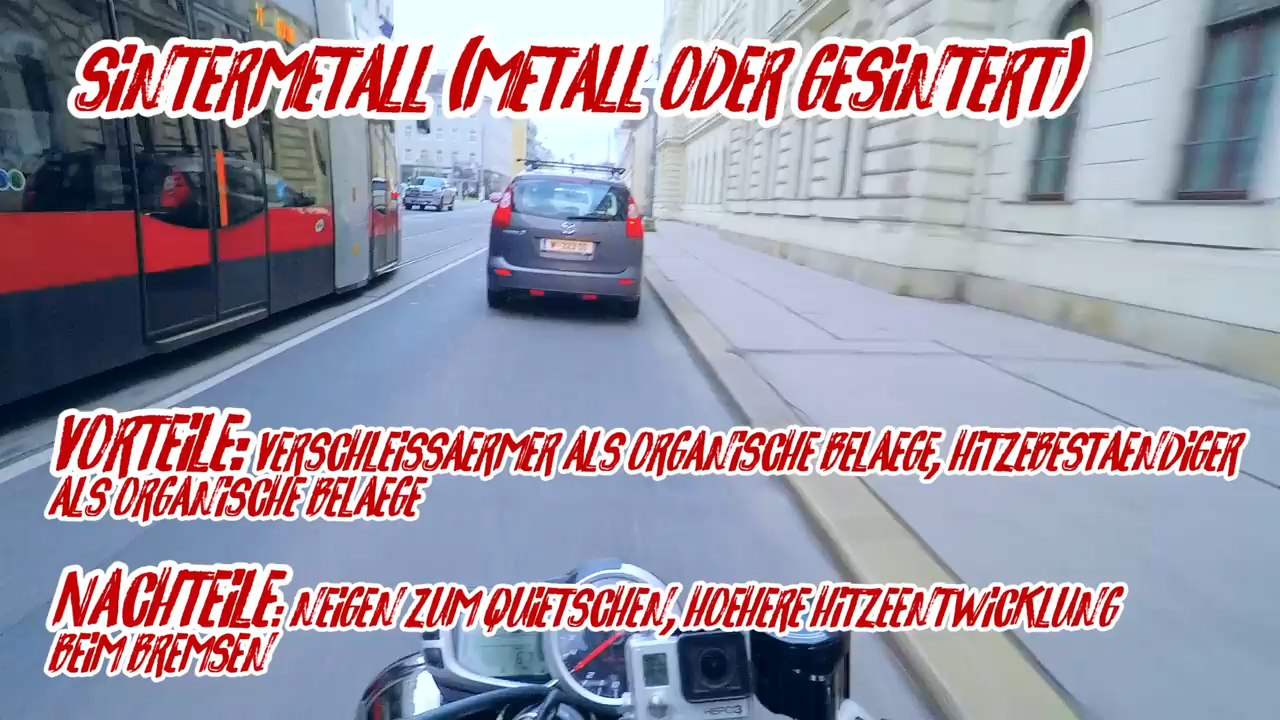 SINTERMETALL (METALL ODER GESINTERT)
VORTEILE: VERSCHLEISSAERMER ALS ORGANISCHE BELAEGE, HITZEBESTAENDIGER
ALS ORGANISCHE BELAEGE
NACHTEILE: NEIGEN ZUM QUIETSCHEN, HOEHERE HITZEENTWICKLUNG
BEIM BREMSEN
HERO3